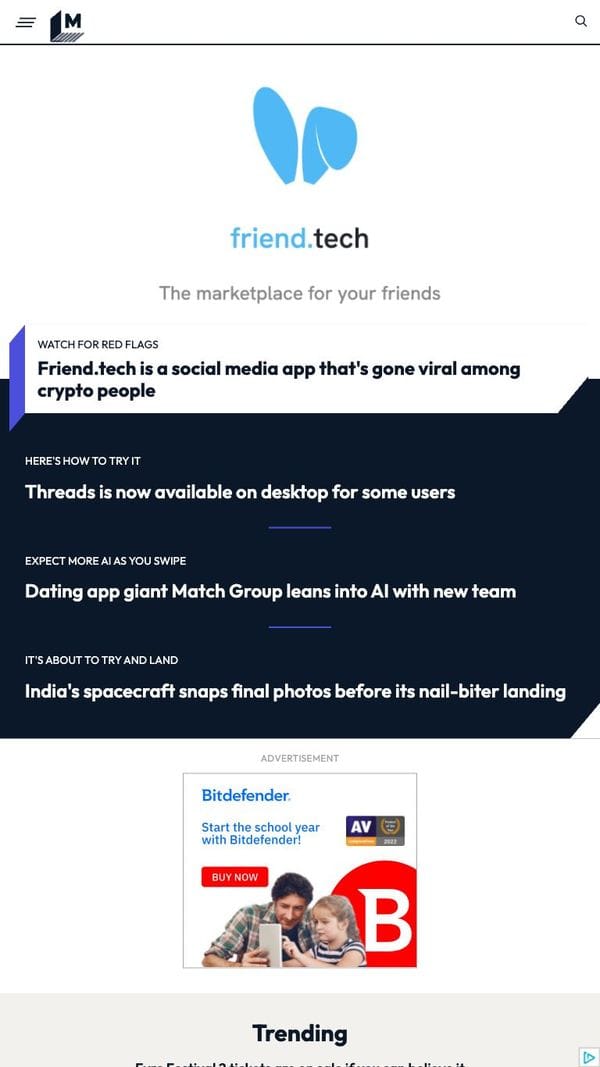 M
friend.tech
The marketplace for your friends
WATCH FOR RED FLAGS
Friend.tech is a social media app that's gone viral among
crypto people
HERE'S HOW TO TRY IT
Threads is now available on desktop for some users
EXPECT MORE AI AS YOU SWIPE
Dating app giant Match Group leans into AI with new team
IT'S ABOUT TO TRY AND LAND
India's spacecraft snaps final photos before its nail-biter landing
ADVERTISEMENT
Bitdefender
Start the school year
with Bitdefender!
AV
2023
BUY NOW
B
Trending